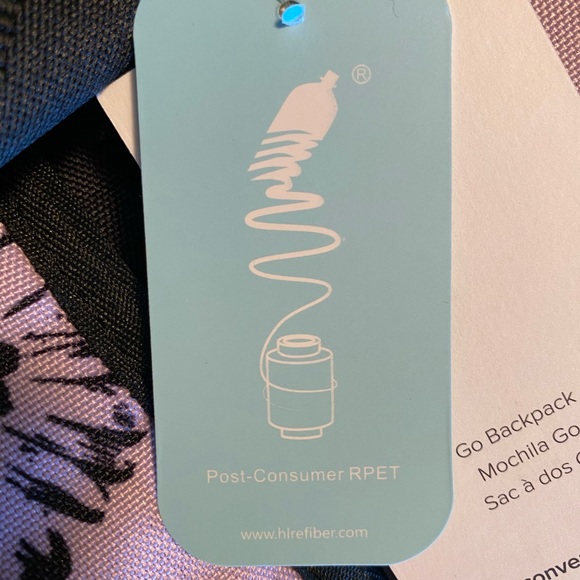 ®
Post-Consumer RPET
www.hlrefiber.com
Go Backpack
Mochila Go
Sac à dos